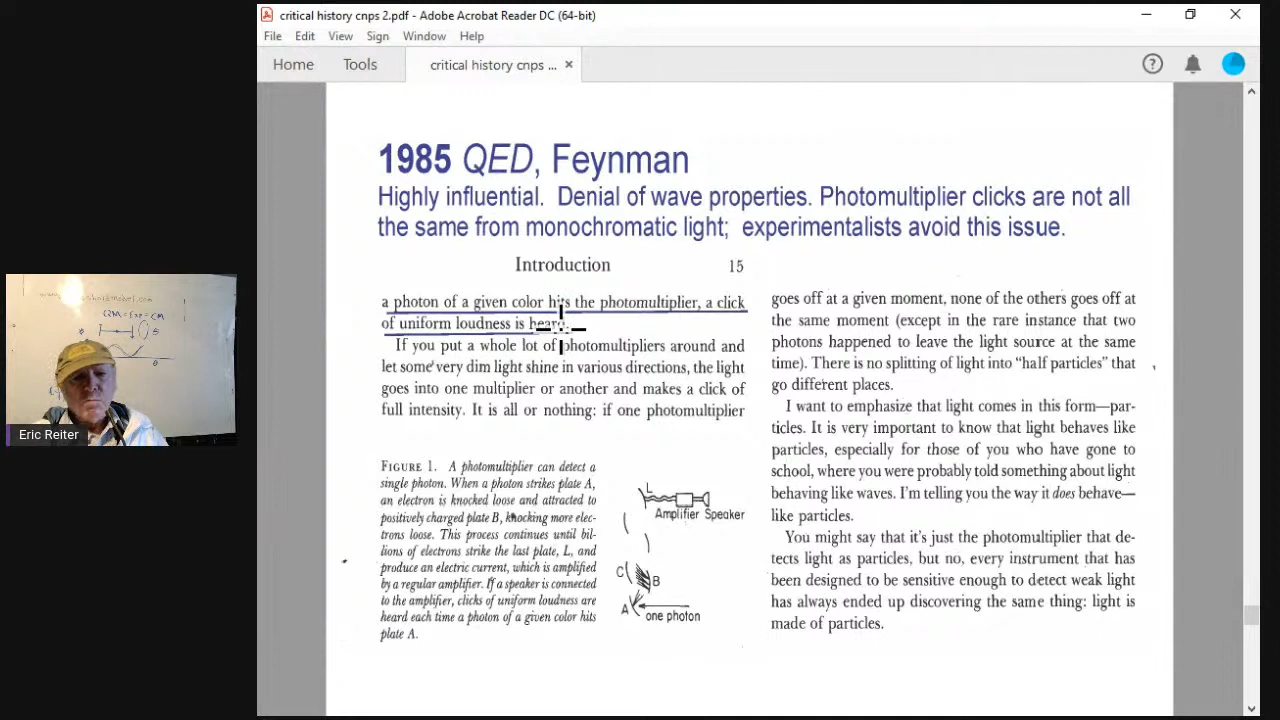 critical history cnps 2.pdf - Adobe Acrobat Reader DC (64-bit)
File Edit View Sign Window Help
Home Tools critical history cnps ... ×
1985 QED, Feynman
Highly influential. Denial of wave properties. Photomultiplier clicks are not all
the same from monochromatic light; experimentalists avoid this issue.
Introduction 15
a photon of a given color hits the photomultiplier, a click
of uniform loudness is heard.
If you put a whole lot of photomultipliers around and
let some very dim light shine in various directions, the light
goes into one multiplier or another and makes a click of
full intensity. It is all or nothing: if one photomultiplier
FIGURE 1. A photomultiplier can detect a
single photon. When a photon strikes plate A,
an electron is knocked loose and attracted to
positively charged plate B, knocking more elec-
trons loose. This process continues until bil-
lions of electrons strike the last plate, L, and
produce an electric current, which is amplified
by a regular amplifier. If a speaker is connected
to the amplifier, clicks of uniform loudness are
heard each time a photon of a given color hits
plate A.
L
Amplifier Speaker
C
B
A
one photon
goes off at a given moment, none of the others goes off at
the same moment (except in the rare instance that two
photons happened to leave the light source at the same
time). There is no splitting of light into "half particles" that
go different places.
I want to emphasize that light comes in this form—par-
ticles. It is very important to know that light behaves like
particles, especially for those of you who have gone to
school, where you were probably told something about light
behaving like waves. I'm telling you the way it does behave—
like particles.
You might say that it's just the photomultiplier that de-
tects light as particles, but no, every instrument that has
been designed to be sensitive enough to detect weak light
has always ended up discovering the same thing: light is
made of particles.
Eric Reiter